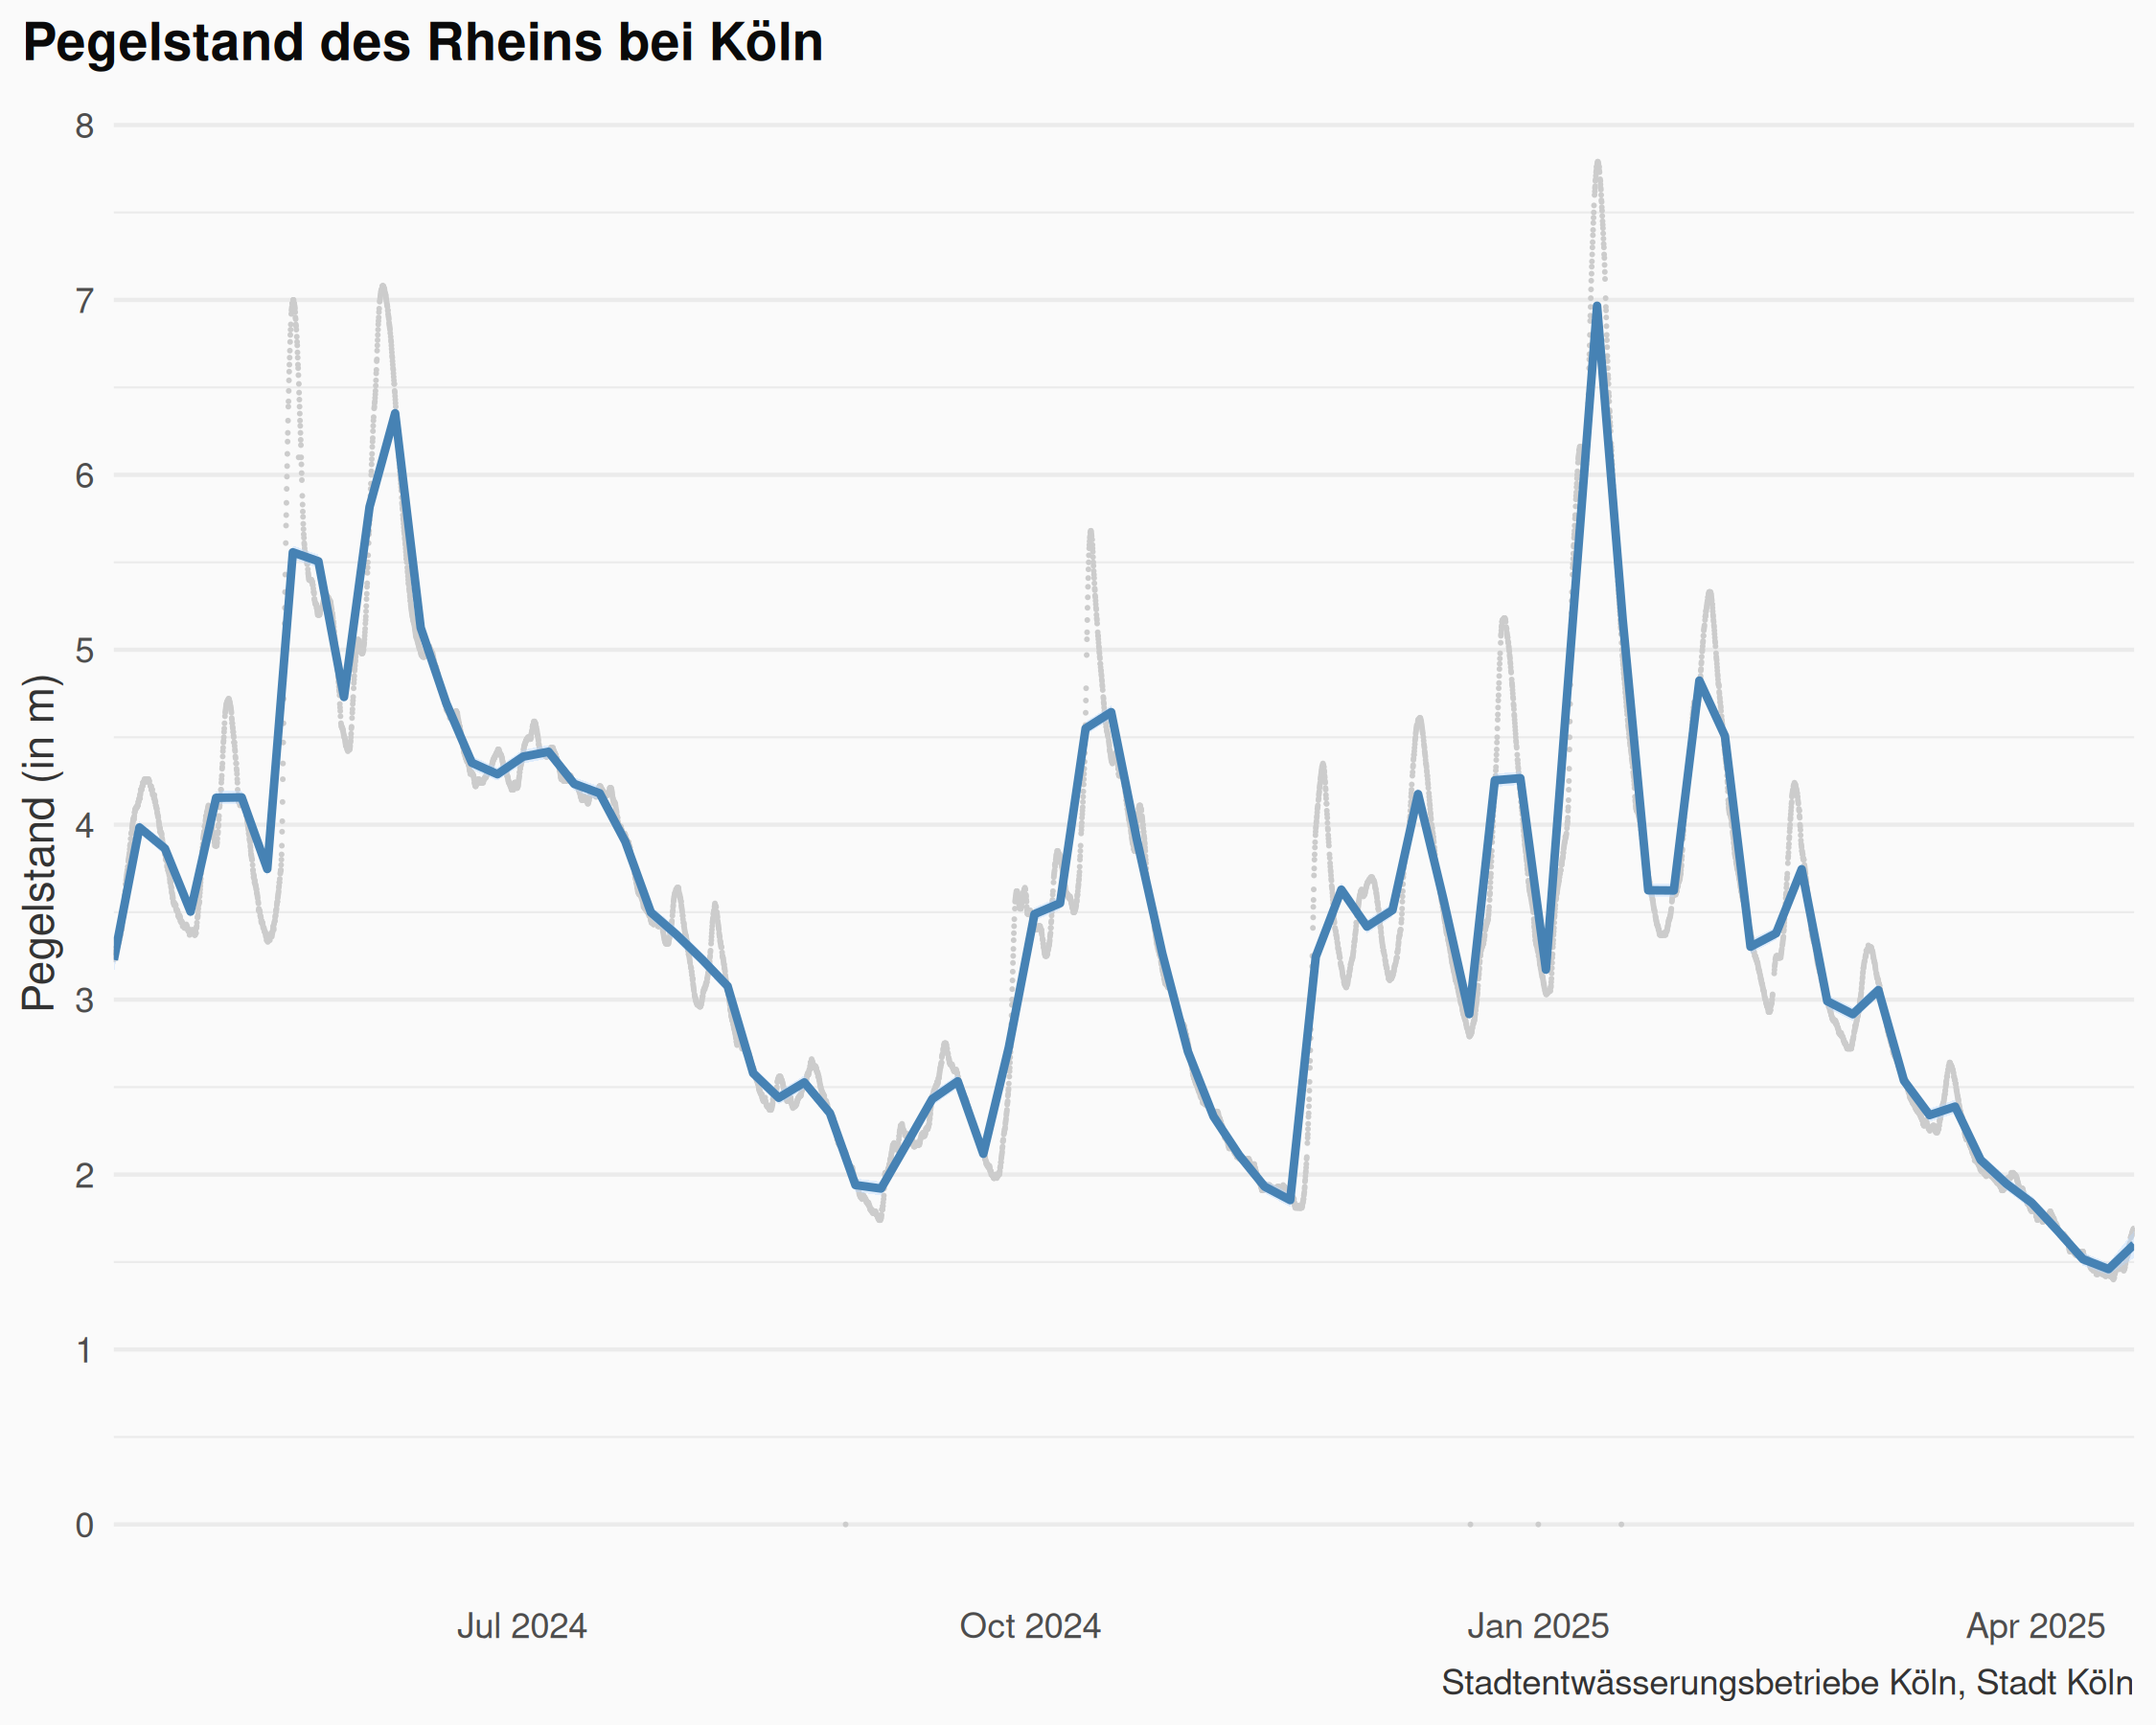 Pegelstand des Rheins bei Köln
Pegelstand (in m)
8
7
6
5
4
3
2
1
0
Jul 2024
Oct 2024
Jan 2025
Apr 2025
Stadtentwässerungsbetriebe Köln, Stadt Köln